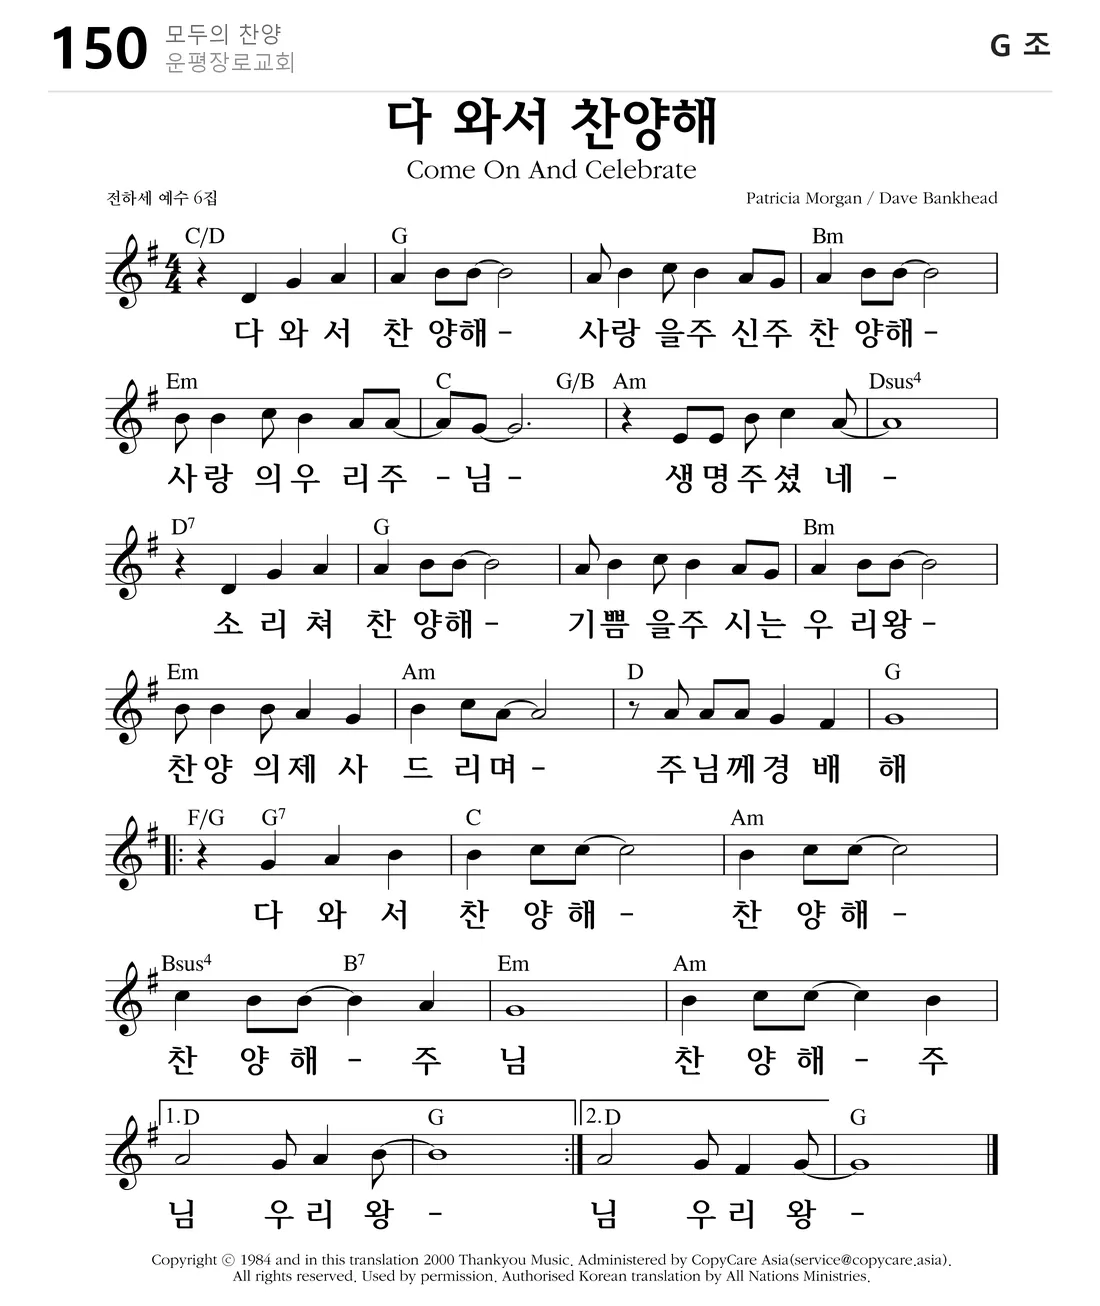 150 모두의 찬양
운평장로교회
G 조
다 와서 찬양해
Come On And Celebrate
전하세 예수 6집
Patricia Morgan / Dave Bankhead
C/D G Bm
다 와 서 찬 양해 - 사랑 을주 신주 찬 양해 -
Em C G/B Am Dsus4
사랑 의우 리주 - 님 - 생명주셨 네 -
D7 G Bm
소 리 쳐 찬 양해 - 기쁨 을주 시는 우 리왕 -
Em Am D G
찬양 의제 사 드 리며 - 주님께경 배 해
F/G G7 C Am
다 와 서 찬 양 해 - 찬 양 해 -
Bsus4 B7 Em Am
찬 양 해 - 주 님 찬 양 해 - 주
1. D G 2. D G
님 우 리 왕 - 님 우 리 왕 -
Copyright ⓒ 1984 and in this translation 2000 Thankyou Music. Administered by CopyCare Asia(service@copycare.asia).
All rights reserved. Used by permission. Authorised Korean translation by All Nations Ministries.